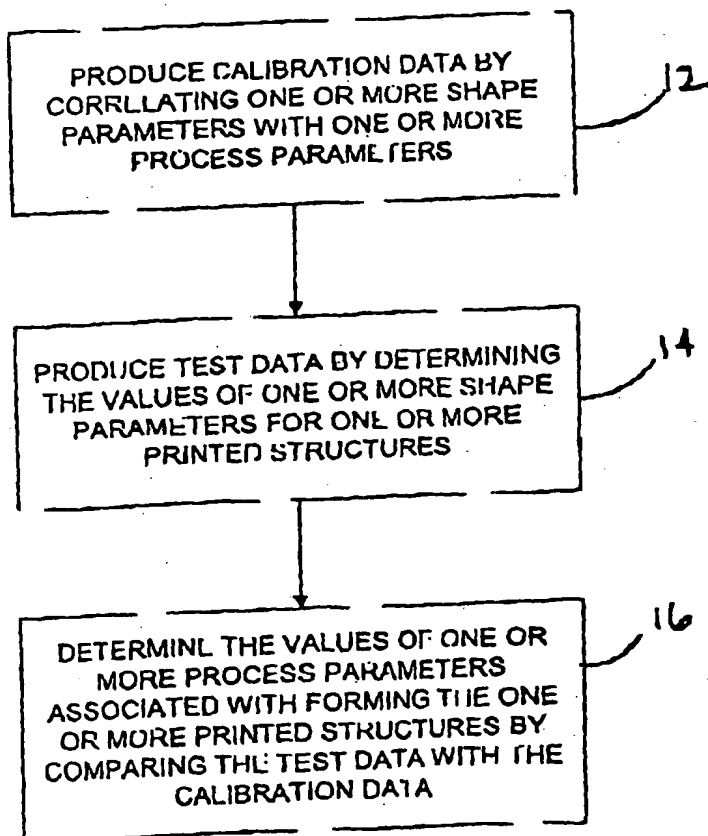 PRODUCE CALIBRATION DATA BY
CORRELATING ONE OR MORE SHAPE
PARAMETERS WITH ONE OR MORE
PROCESS PARAMETERS
12
PRODUCE TEST DATA BY DETERMINING
THE VALUES OF ONE OR MORE SHAPE
PARAMETERS FOR ONE OR MORE
PRINTED STRUCTURES
14
DETERMINE THE VALUES OF ONE OR
MORE PROCESS PARAMETERS
ASSOCIATED WITH FORMING THE ONE
OR MORE PRINTED STRUCTURES BY
COMPARING THE TEST DATA WITH THE
CALIBRATION DATA
16